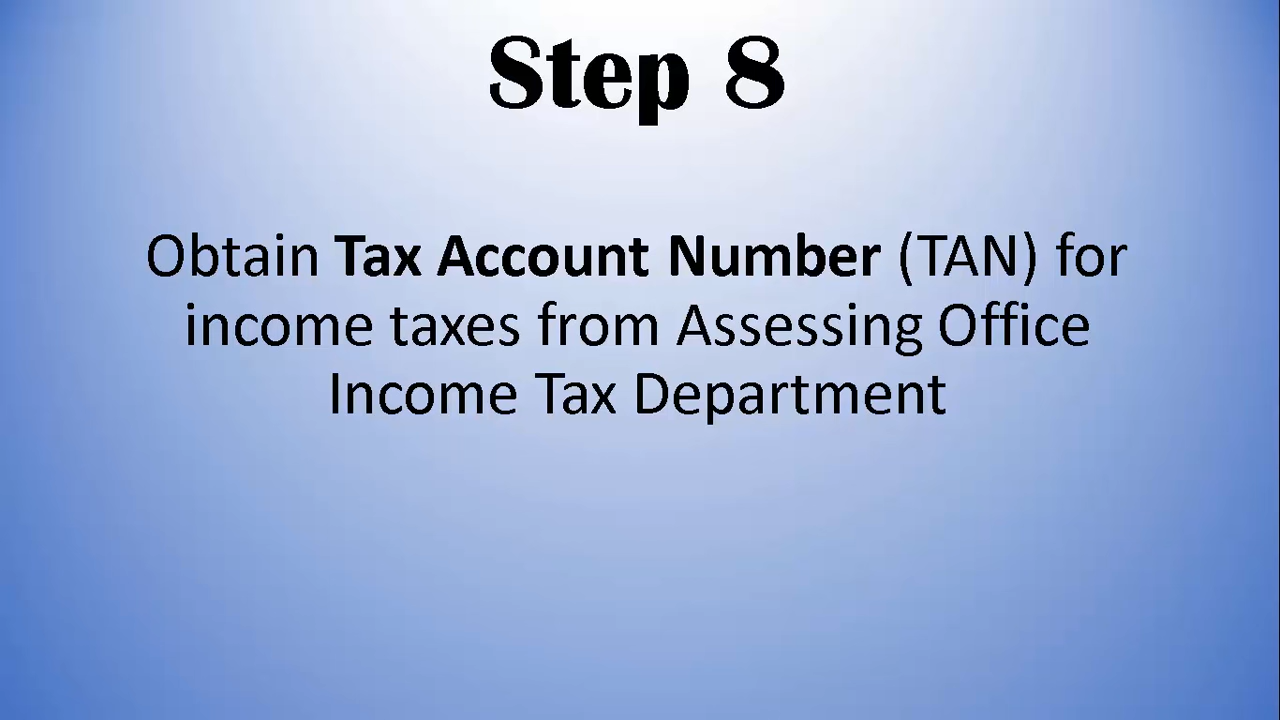 Step 8
Obtain Tax Account Number (TAN) for
income taxes from Assessing Office
Income Tax Department